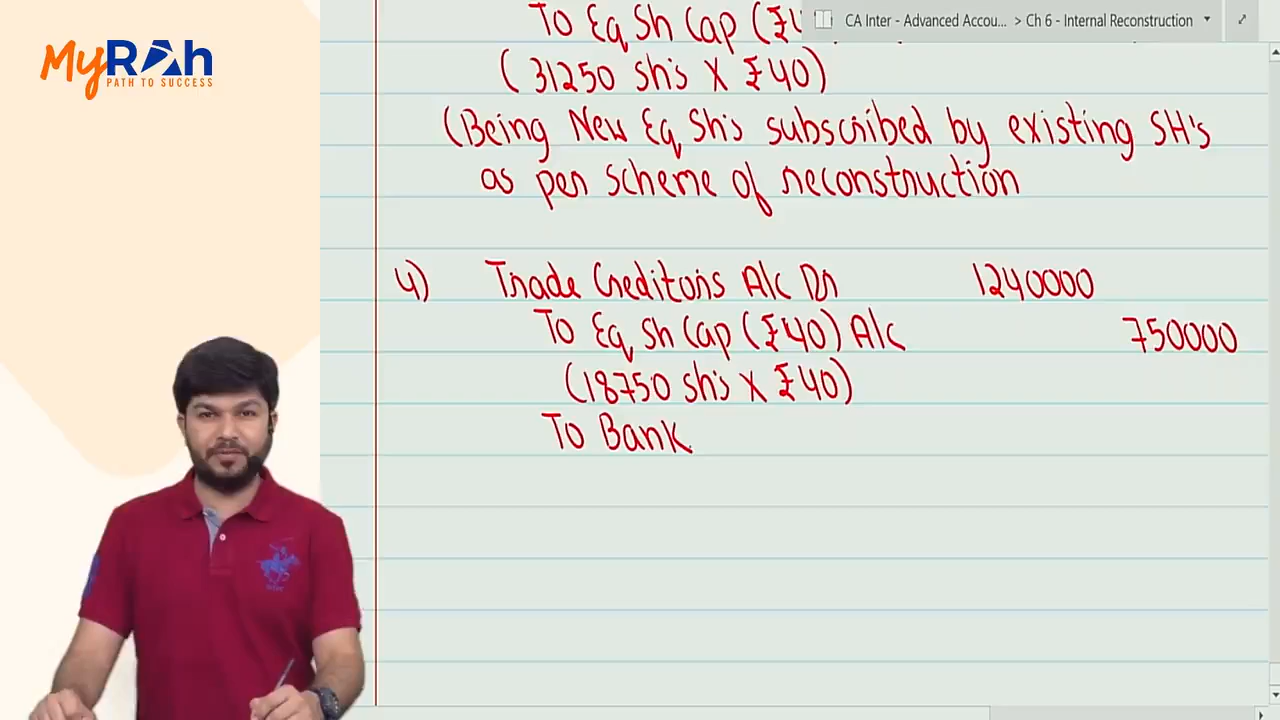 MyRAh
PATH TO SUCCESS
CA Inter - Advanced Accou... > Ch 6 - Internal Reconstruction
To Eq Sh Cap (₹4
(31250 sh's X ₹40)
(Being New Eq Sh's subscribed by existing SH's
as per scheme of reconstruction
4) Trade Creditors A/c Dr 1240000
To Eq Sh Cap (₹40) A/c 750000
(18750 sh's X ₹40)
To Bank